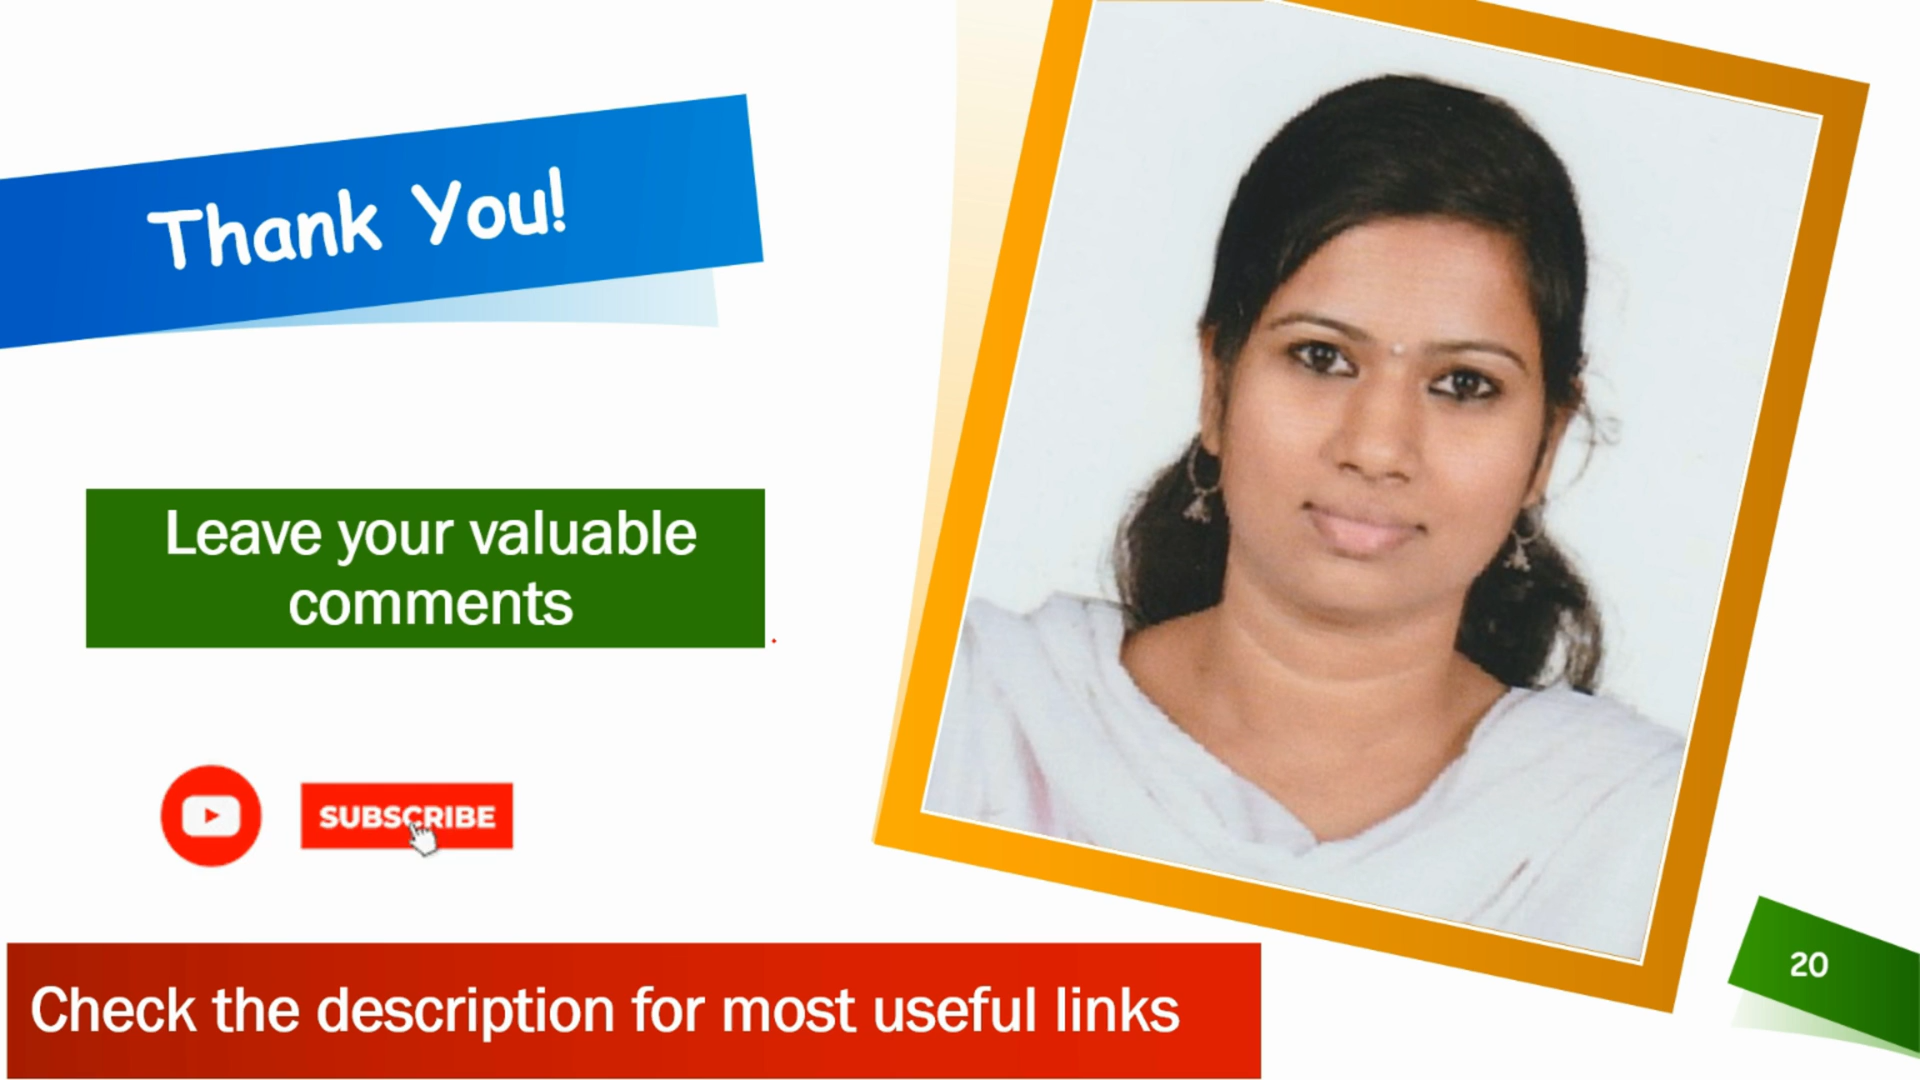 Thank You!
Leave your valuable
comments
SUBSCRIBE
Check the description for most useful links
20